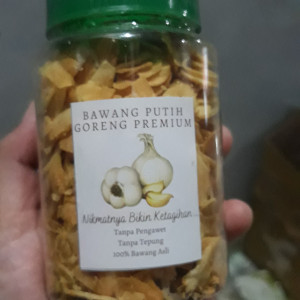 BAWANG PUTIH
GORENG PREMIUM
Nikmatnya Bikin Ketagihan...
Tanpa Pengawet
Tanpa Tepung
100% Bawang Asli